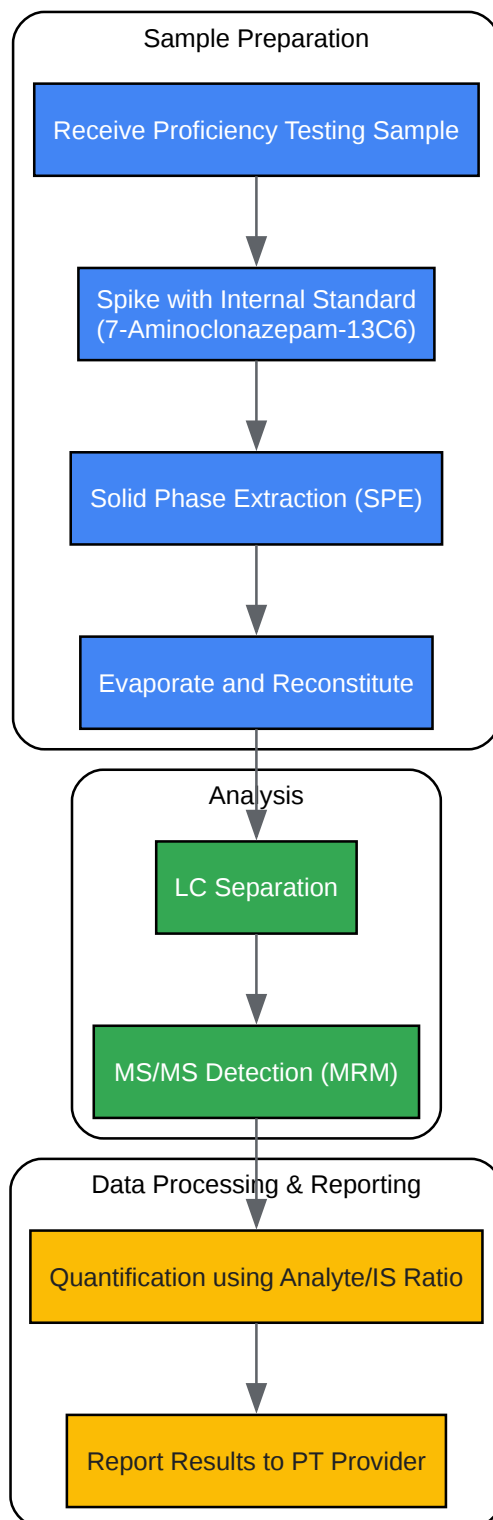 Sample Preparation
Receive Proficiency Testing Sample
Spike with Internal Standard
(7-Aminoclonazepam-13C6)
Solid Phase Extraction (SPE)
Evaporate and Reconstitute
Analysis
LC Separation
MS/MS Detection (MRM)
Data Processing & Reporting
Quantification using Analyte/IS Ratio
Report Results to PT Provider